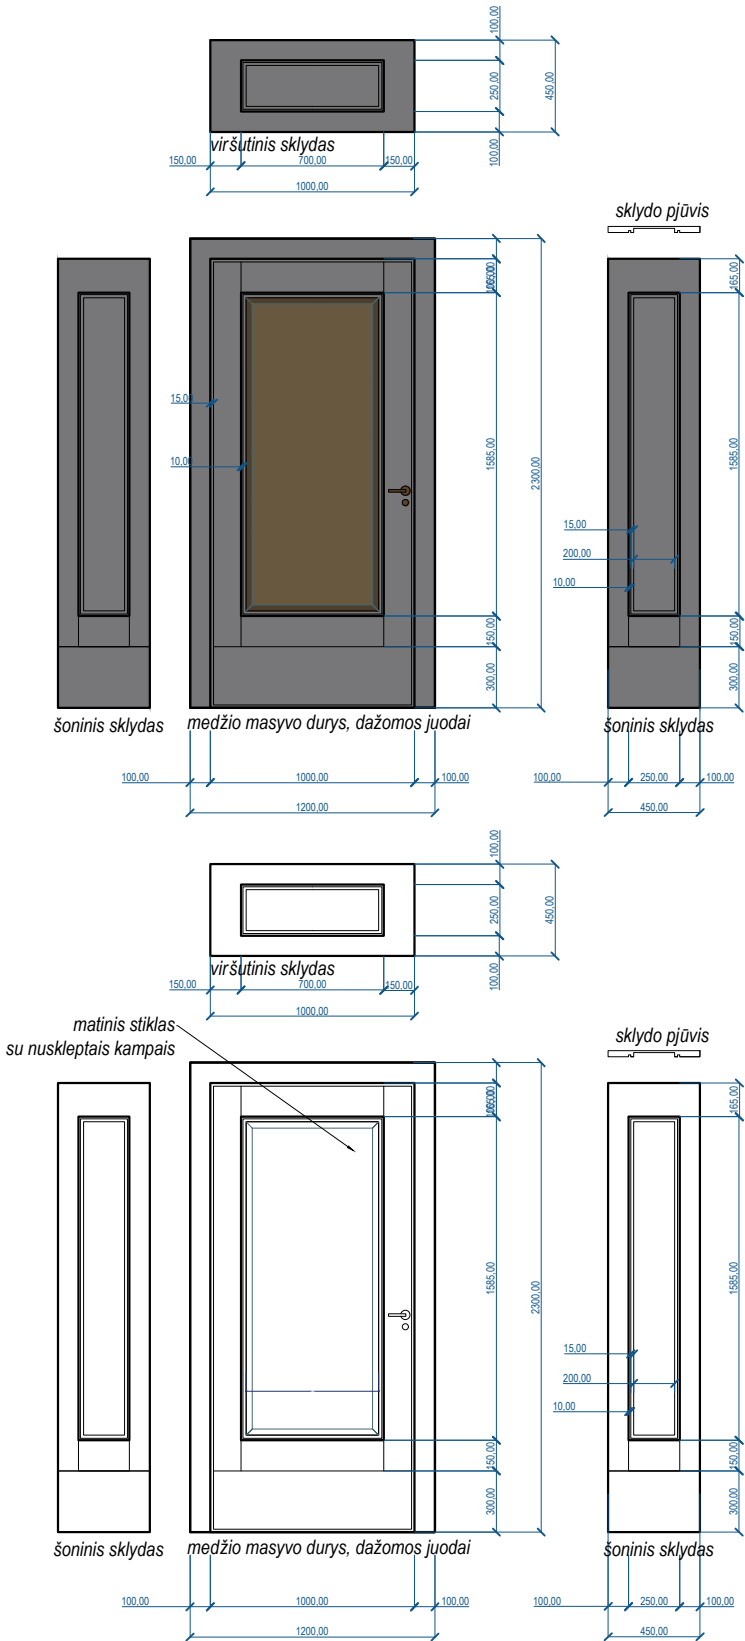 100,00
250,00
450,00
100,00
viršutinis sklydas
150,00 700,00 150,00
1000,00
sklydo pjūvis
165,00
165,00
15,00
1585,00
2300,00
1585,00
10,00
15,00
200,00
10,00
150,00
150,00
300,00
300,00
šoninis sklydas
medžio masyvo durys, dažomos juodai
šoninis sklydas
100,00 1000,00 100,00
100,00 250,00 100,00
1200,00
450,00
100,00
250,00
450,00
100,00
viršutinis sklydas
150,00 700,00 150,00
1000,00
matinis stiklas
su nuskleptais kampais
sklydo pjūvis
165,00
1585,00
2300,00
1585,00
15,00
200,00
10,00
150,00
150,00
300,00
300,00
šoninis sklydas
medžio masyvo durys, dažomos juodai
šoninis sklydas
100,00 1000,00 100,00
100,00 250,00 100,00
1200,00
450,00